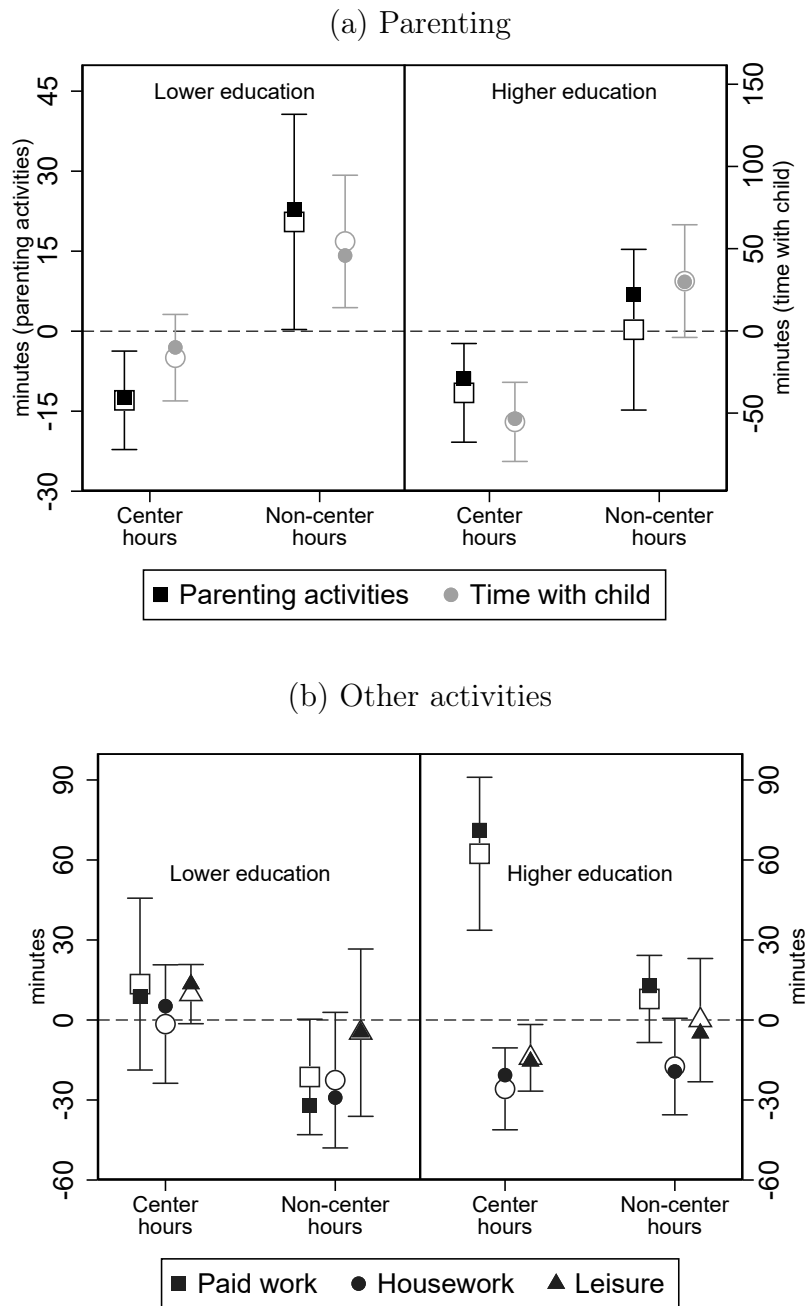 (a) Parenting
Lower education
Higher education
minutes (parenting activities)
45
30
15
0
-15
-30
minutes (time with child)
150
100
50
0
-50
Center
hours
Non-center
hours
Center
hours
Non-center
hours
Parenting activities
Time with child
(b) Other activities
Lower education
Higher education
minutes
90
60
30
0
-30
-60
minutes
90
60
30
0
-30
-60
Center
hours
Non-center
hours
Center
hours
Non-center
hours
Paid work
Housework
Leisure